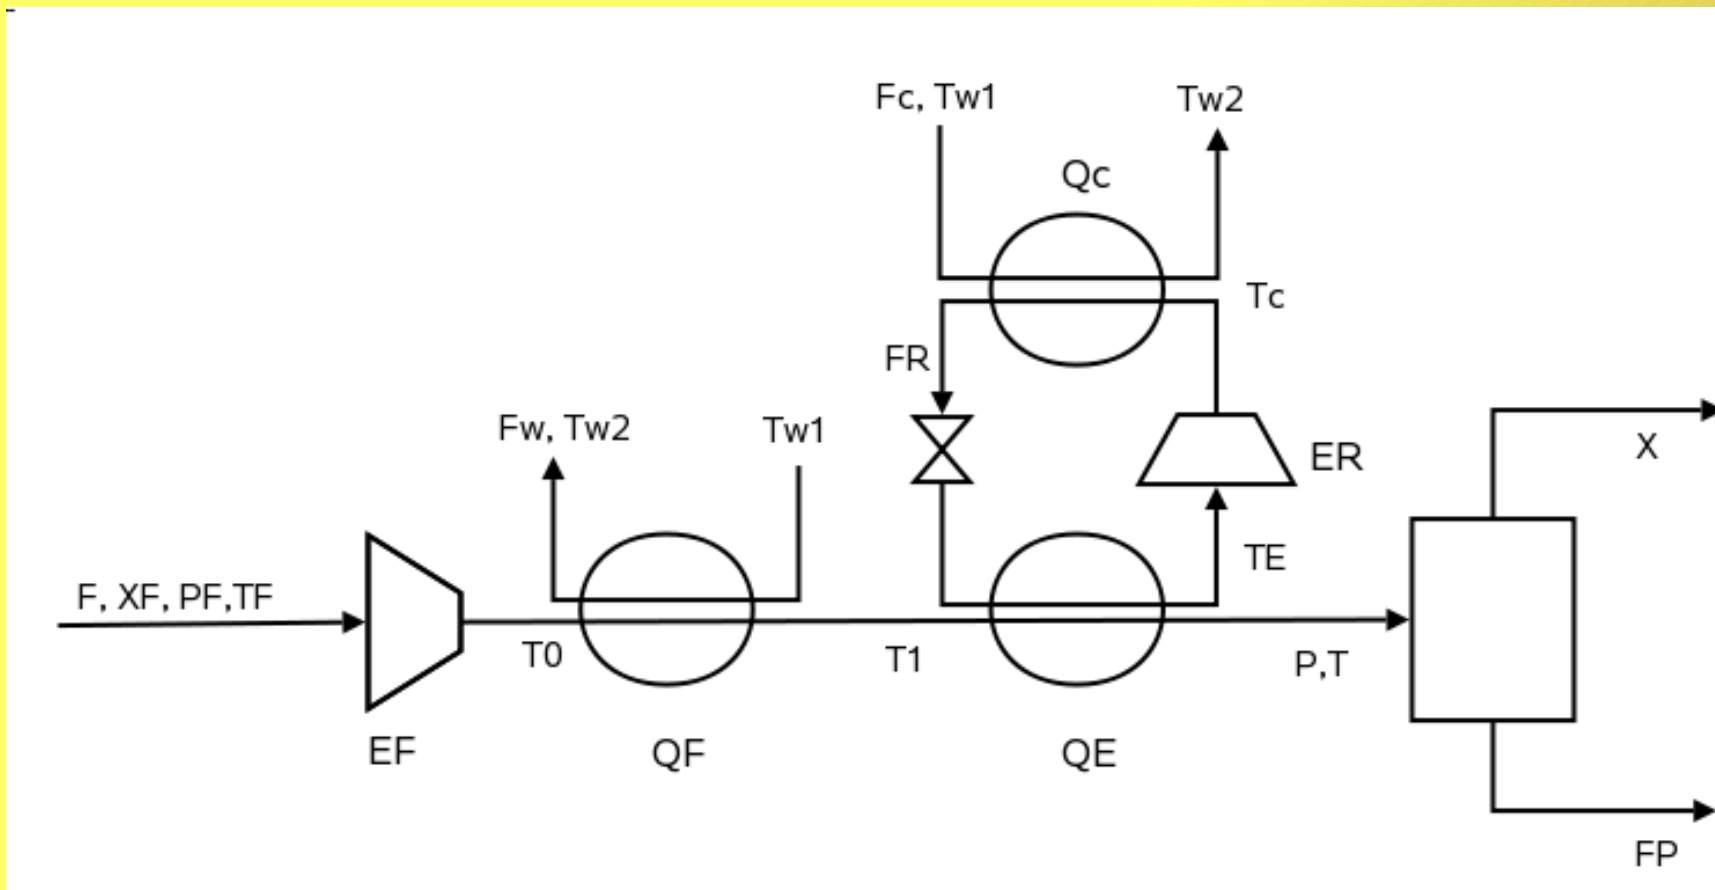 Fc, Tw1
Tw2
Qc
Tc
FR
Fw, Tw2
Tw1
ER
X
TE
F, XF, PF,TF
T0
T1
P,T
EF
QF
QE
FP